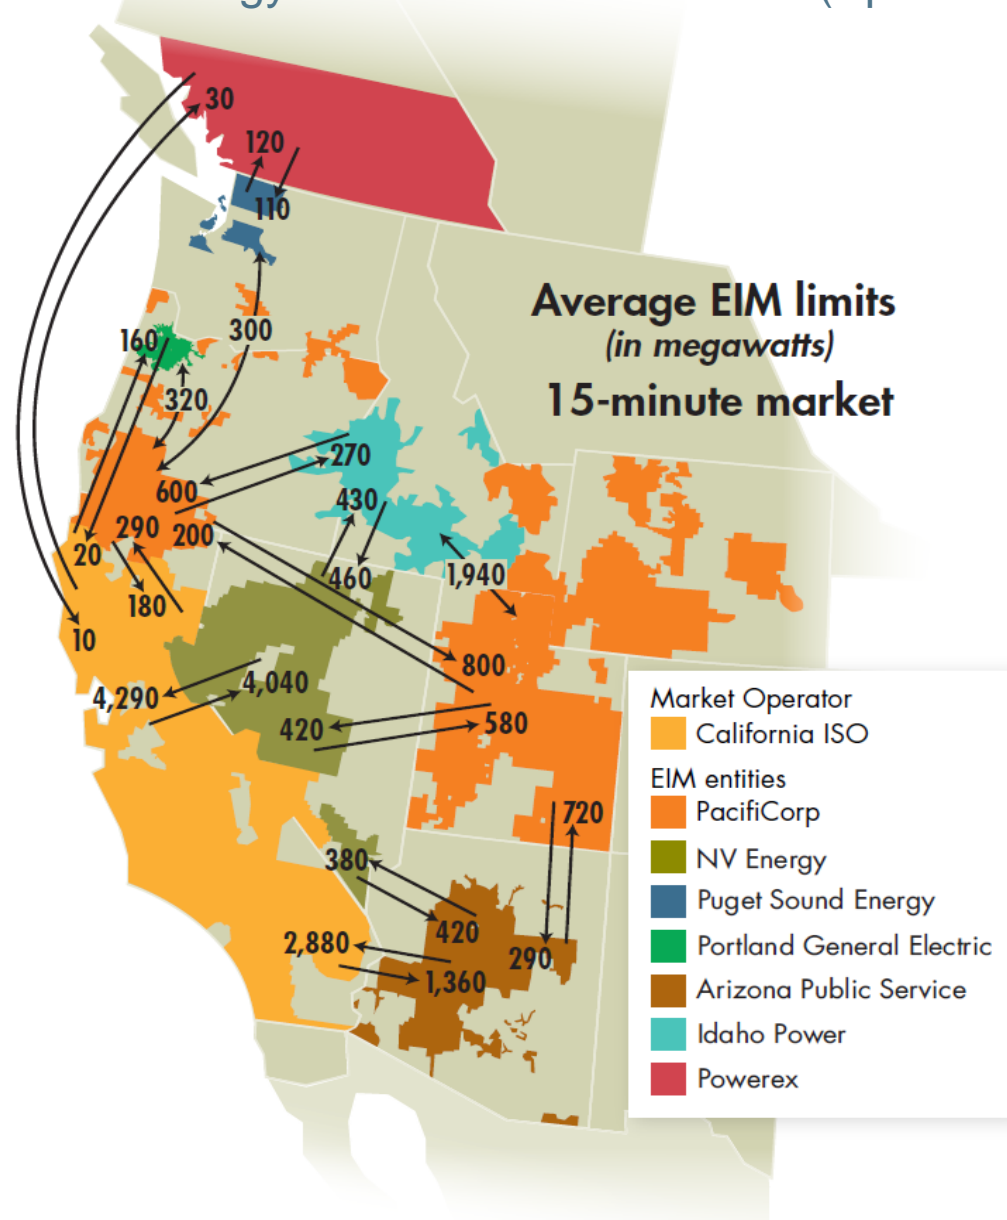 30
120
110
300
160
320
270
600
430
290
200
20
460
1,940
180
10
800
4,290
4,040
420
580
720
380
420
2,880
290
1,360
Average EIM limits
(in megawatts)
15-minute market
Market Operator
California ISO
EIM entities
PacifiCorp
NV Energy
Puget Sound Energy
Portland General Electric
Arizona Public Service
Idaho Power
Powerex